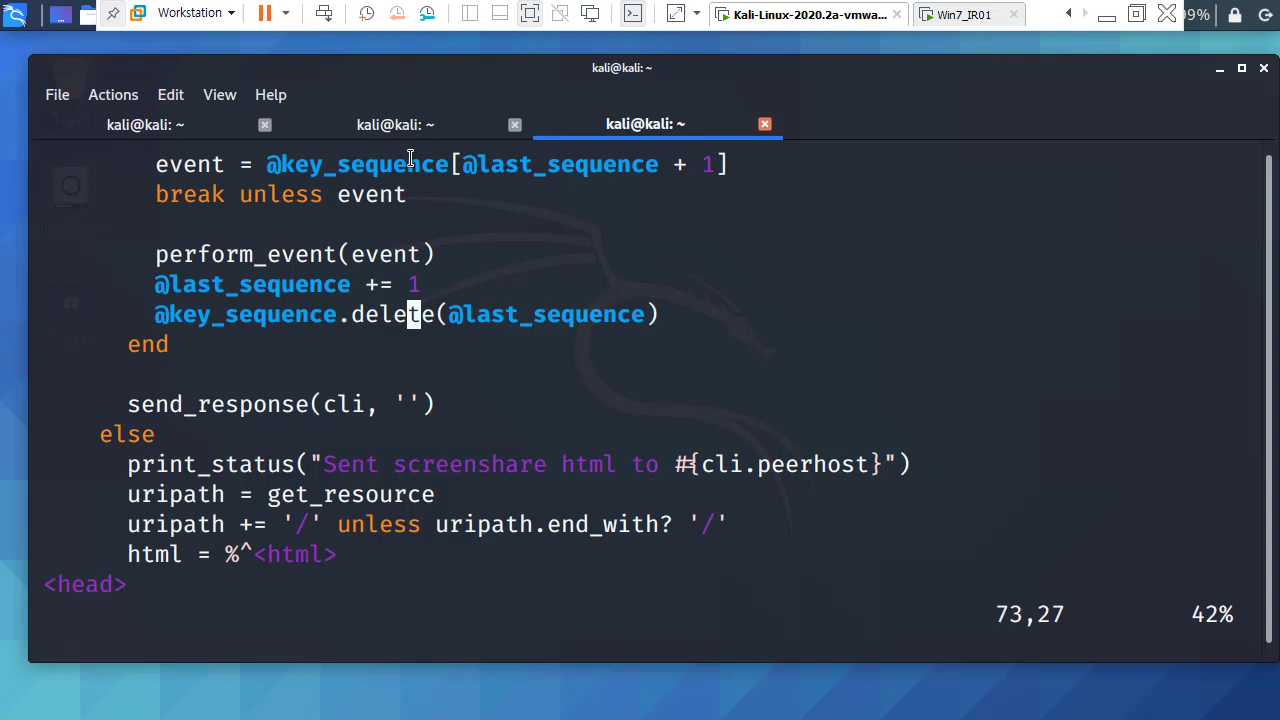 Workstation
Kali-Linux-2020.2a-vmwa...
Win7_IR01
99%
kali@kali: ~
File Actions Edit View Help
kali@kali: ~
kali@kali: ~
kali@kali: ~
event = @key_sequence[@last_sequence + 1]
break unless event
perform_event(event)
@last_sequence += 1
@key_sequence.delete(@last_sequence)
end
send_response(cli, '')
else
print_status("Sent screenshare html to #{cli.peerhost}")
uripath = get_resource
uripath += '/' unless uripath.end_with? '/'
html = %^<html>
<head>
73,27 42%